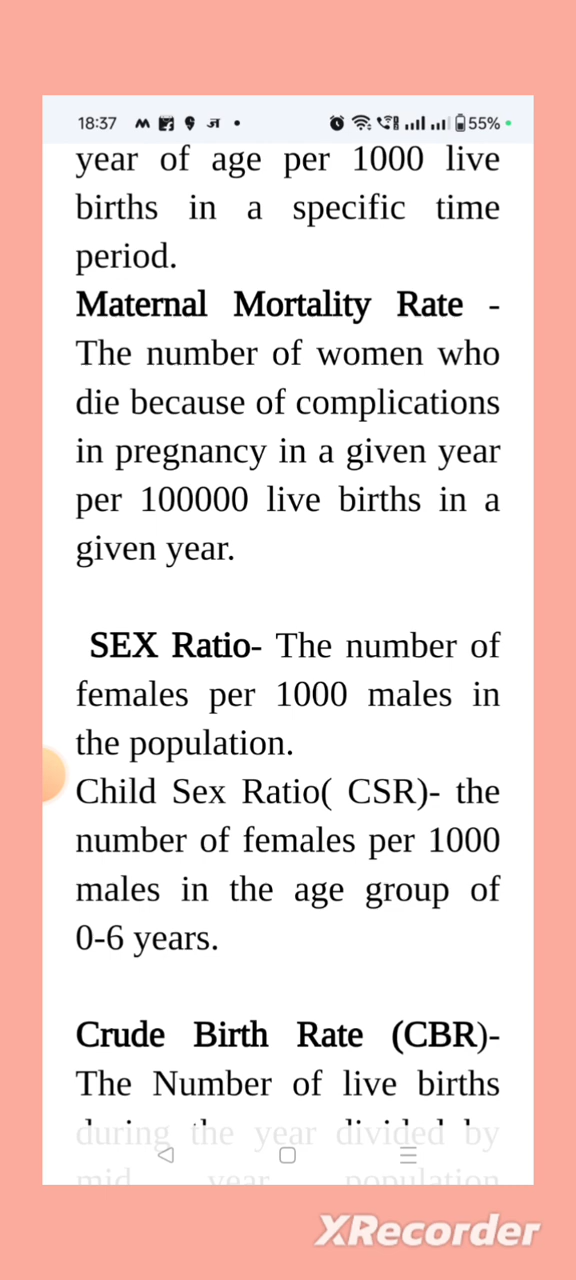 18:37
55%
year of age per 1000 live
births in a specific time
period.
Maternal Mortality Rate -
The number of women who
die because of complications
in pregnancy in a given year
per 100000 live births in a
given year.
SEX Ratio- The number of
females per 1000 males in
the population.
Child Sex Ratio( CSR)- the
number of females per 1000
males in the age group of
0-6 years.
Crude Birth Rate (CBR)-
The Number of live births
during the year divided by
mid year population
XRecorder